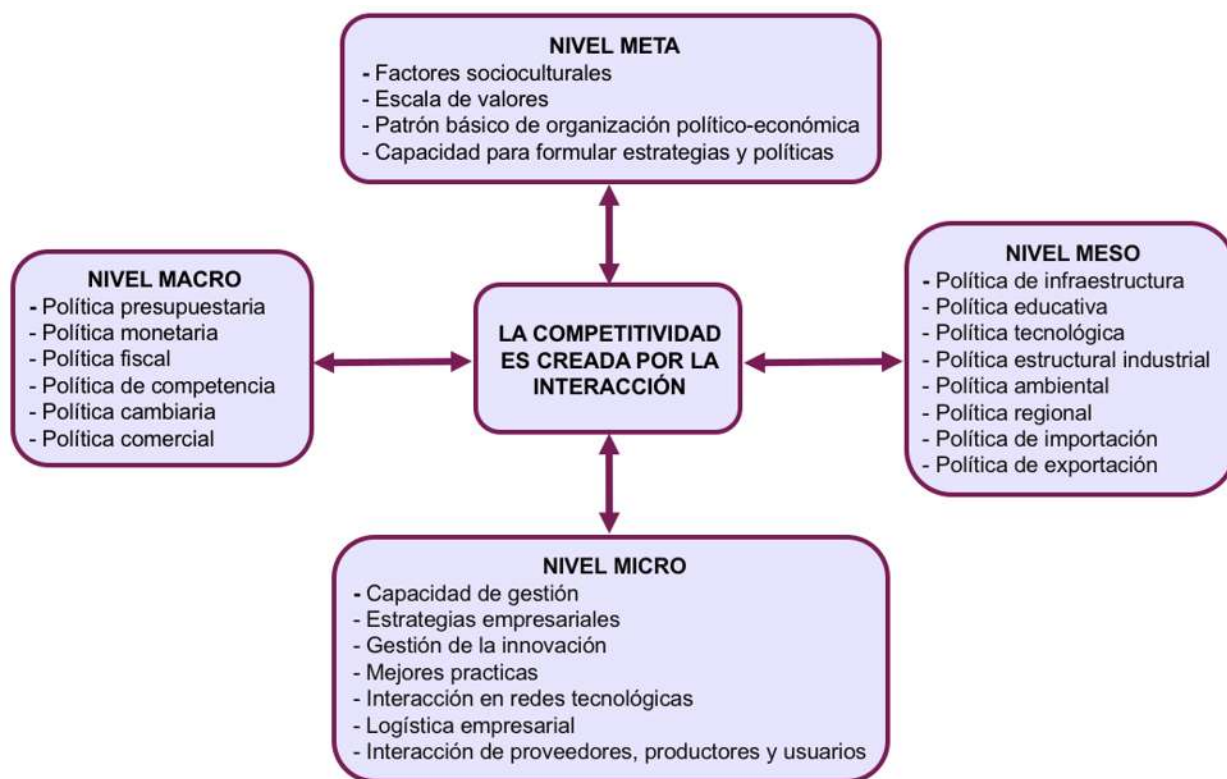 NIVEL META
- Factores socioculturales
- Escala de valores
- Patrón básico de organización político-económica
- Capacidad para formular estrategias y políticas
NIVEL MACRO
- Política presupuestaria
- Política monetaria
- Política fiscal
- Política de competencia
- Política cambiaria
- Política comercial
LA COMPETITIVIDAD
ES CREADA POR LA
INTERACCIÓN
NIVEL MESO
- Política de infraestructura
- Política educativa
- Política tecnológica
- Política estructural industrial
- Política ambiental
- Política regional
- Política de importación
- Política de exportación
NIVEL MICRO
- Capacidad de gestión
- Estrategias empresariales
- Gestión de la innovación
- Mejores practicas
- Interacción en redes tecnológicas
- Logística empresarial
- Interacción de proveedores, productores y usuarios